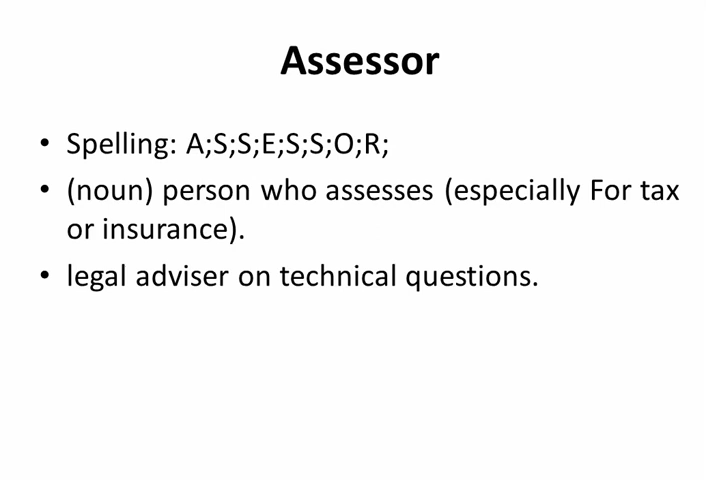 Assessor
• Spelling: A;S;S;E;S;S;O;R;
• (noun) person who assesses (especially For tax
or insurance).
• legal adviser on technical questions.